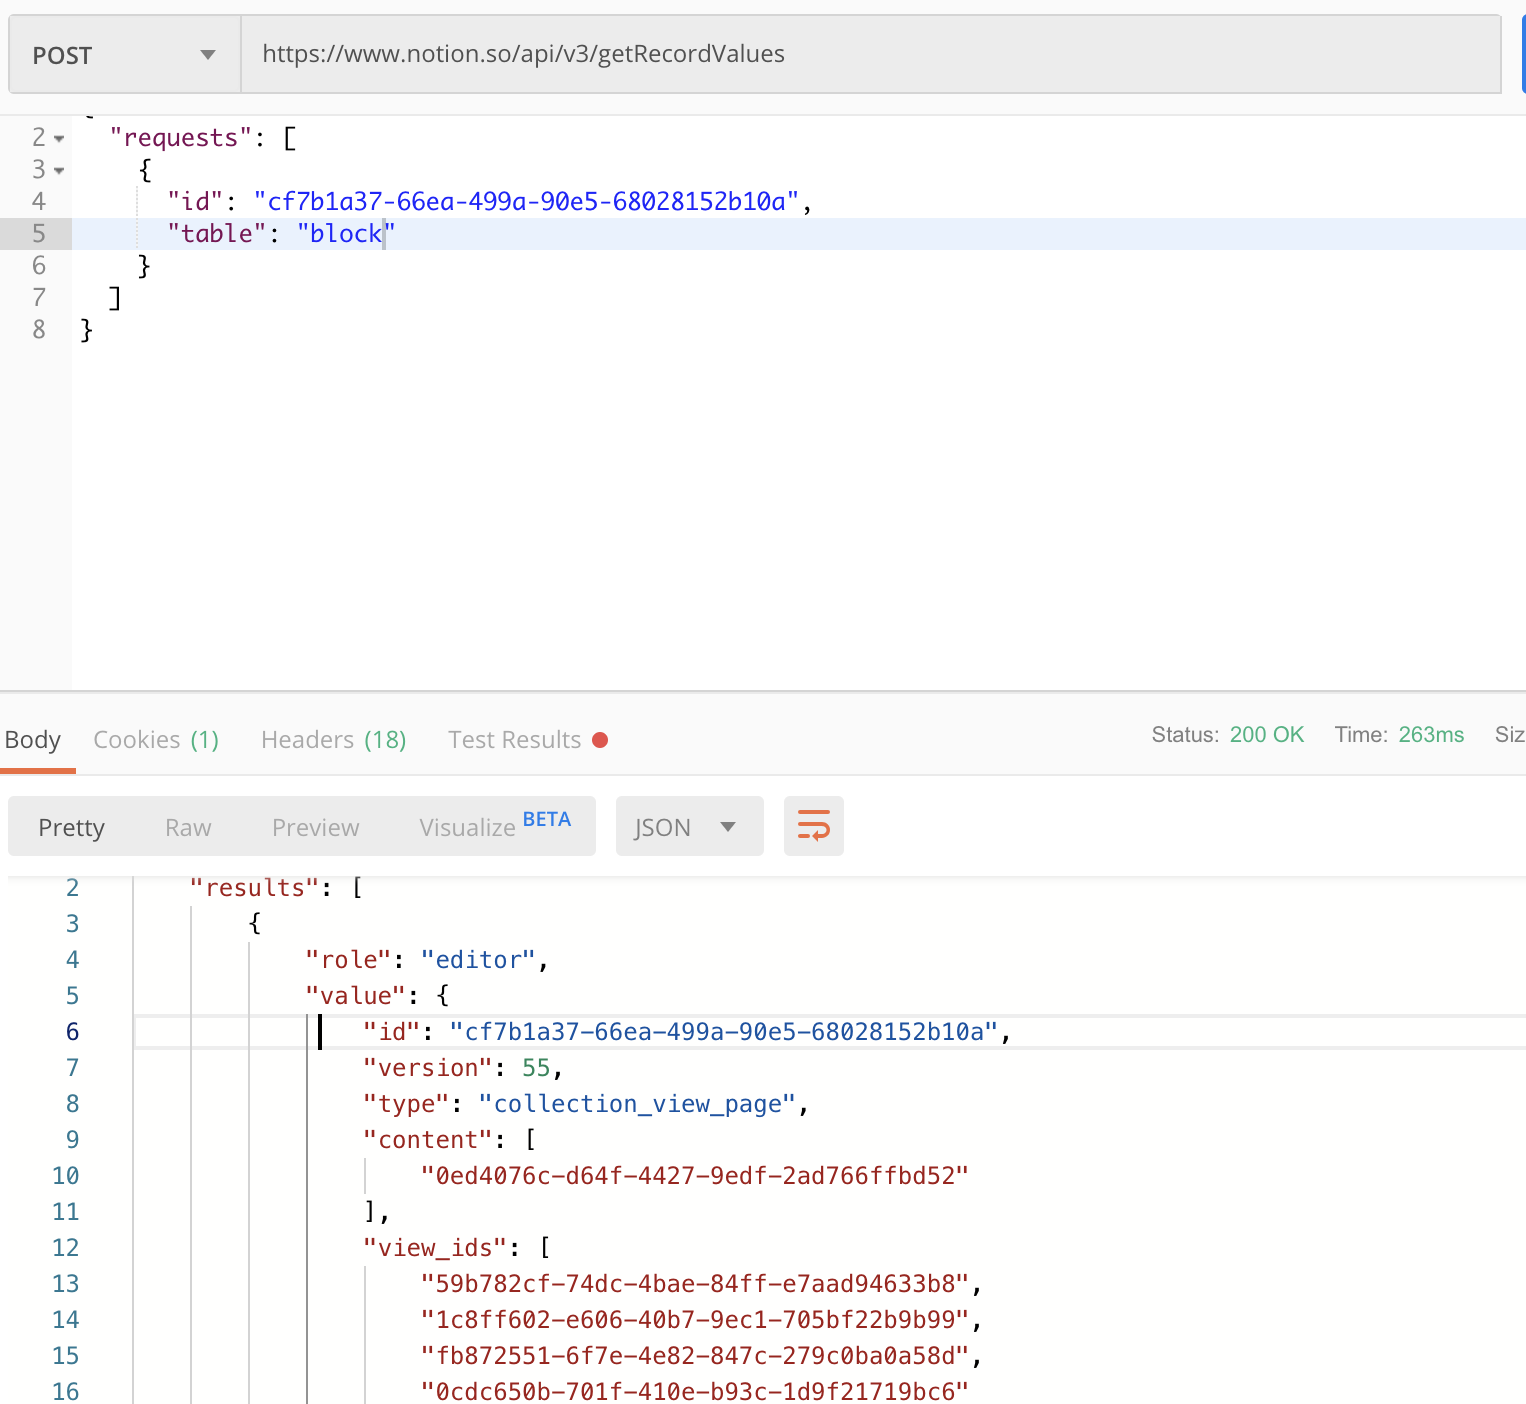 POST https://www.notion.so/api/v3/getRecordValues
2 "requests": [
3 {
4 "id": "cf7b1a37-66ea-499a-90e5-68028152b10a",
5 "table": "block"
6 }
7 ]
8 }
Body Cookies (1) Headers (18) Test Results Status: 200 OK Time: 263ms Siz
Pretty Raw Preview Visualize BETA JSON
2 "results": [
3 {
4 "role": "editor",
5 "value": {
6 "id": "cf7b1a37-66ea-499a-90e5-68028152b10a",
7 "version": 55,
8 "type": "collection_view_page",
9 "content": [
10 "0ed4076c-d64f-4427-9edf-2ad766ffbd52"
11 ],
12 "view_ids": [
13 "59b782cf-74dc-4bae-84ff-e7aad94633b8",
14 "1c8ff602-e606-40b7-9ec1-705bf22b9b99",
15 "fb872551-6f7e-4e82-847c-279c0ba0a58d",
16 "0cdc650b-701f-410e-b93c-1d9f21719bc6"